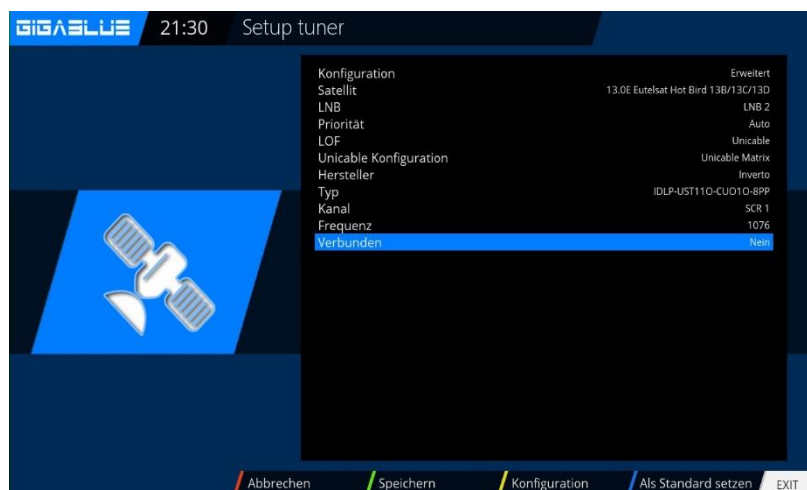 GIGABLUE 21:30 Setup tuner
Konfiguration Erweitert
Satellit 13.0E Eutelsat Hot Bird 13B/13C/13D
LNB LNB 2
Priorität Auto
LOF Unicable
Unicable Konfiguration Unicable Matrix
Hersteller Inverto
Typ IDLP-UST11O-CUO1O-8PP
Kanal SCR 1
Frequenz 1076
Verbunden Nein
Abbrechen Speichern Konfiguration Als Standard setzen EXIT